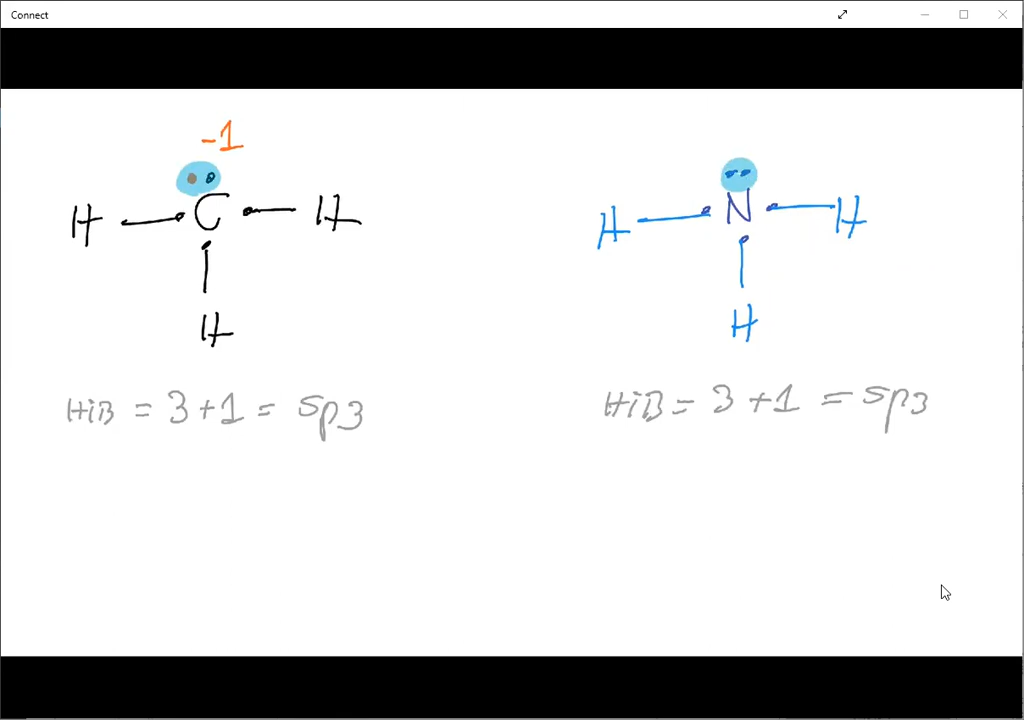 Connect
-1
H C H
H
HiB = 3+1 = sp3
N
H H
H
HiB = 3+1 = sp3